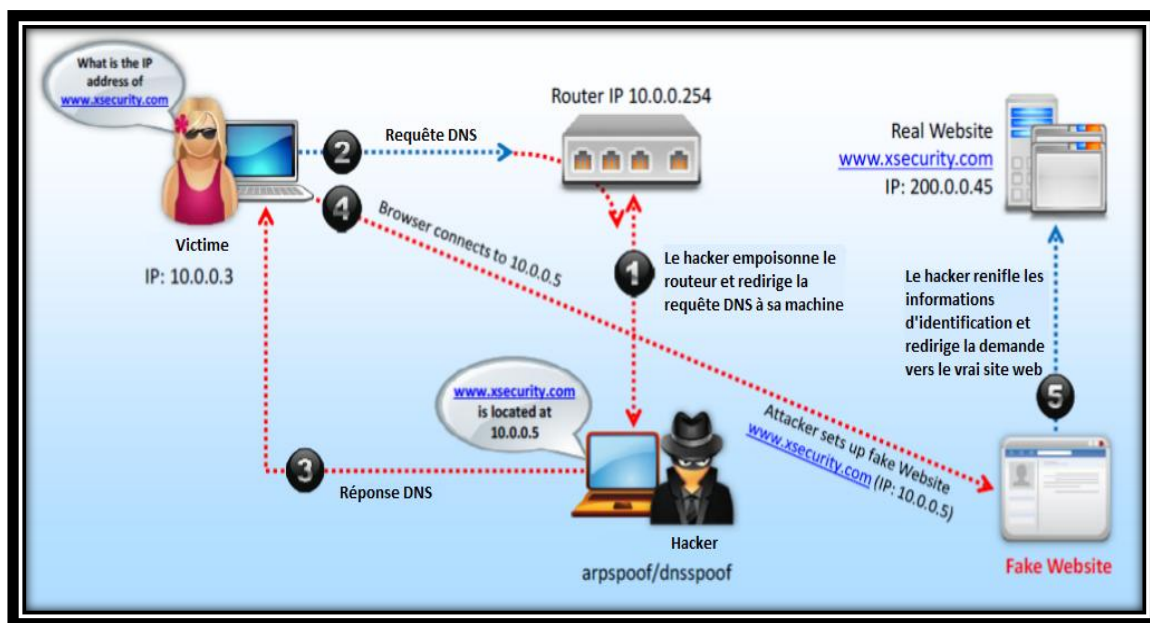 What is the IP
address of
www.xsecurity.com
Router IP 10.0.0.254
Real Website
www.xsecurity.com
IP: 200.0.0.45
2
Requête DNS
4
Browser connects to 10.0.0.5
Victime
IP: 10.0.0.3
1
Le hacker empoisonne le
routeur et redirige la
requête DNS à sa machine
Le hacker renifle les
informations
d'identification et
redirige la demande
vers le vrai site web
5
www.xsecurity.com
is located at
10.0.0.5
Attacker sets up fake Website
www.xsecurity.com (IP: 10.0.0.5)
3
Réponse DNS
Hacker
arpspoof/dnsspoof
Fake Website